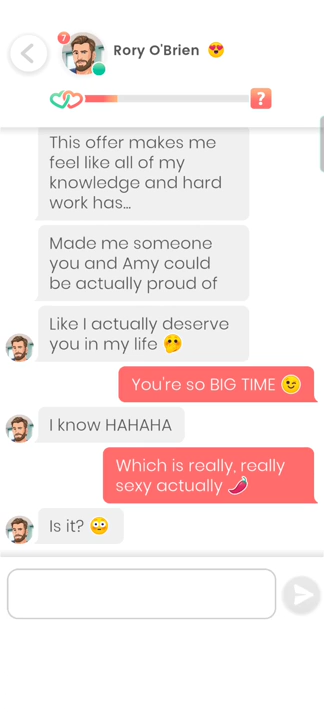 7
Rory O'Brien 😍
?
This offer makes me
feel like all of my
knowledge and hard
work has...
Made me someone
you and Amy could
be actually proud of
Like I actually deserve
you in my life 🤭
You're so BIG TIME 😉
I know HAHAHA
Which is really, really
sexy actually 🌶️
Is it? 🙄